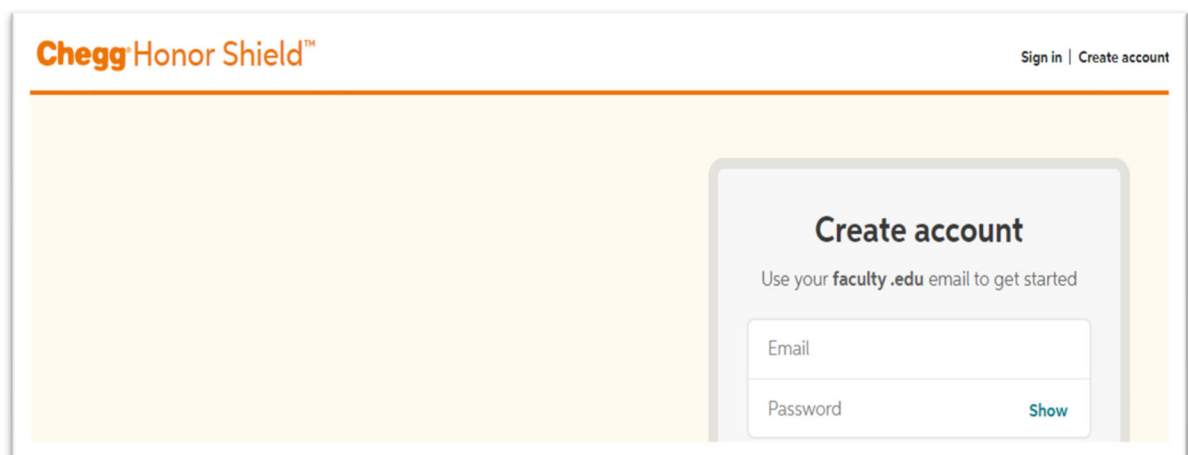 Chegg® Honor Shield™
Sign in | Create account
Create account
Use your faculty .edu email to get started
Email
Password Show